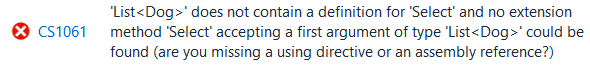 'List<Dog>' does not contain a definition for 'Select' and no extension
CS1061 method 'Select' accepting a first argument of type 'List<Dog>' could be
found (are you missing a using directive or an assembly reference?)